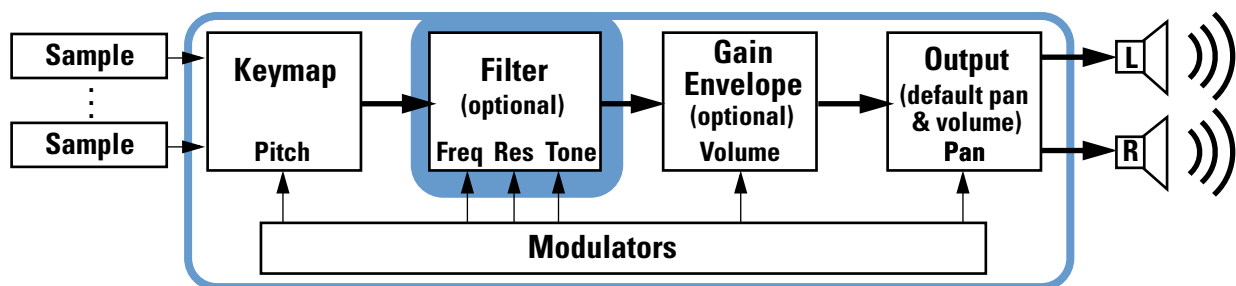 Sample
Sample
Keymap
Pitch
Filter
(optional)
Freq Res Tone
Gain
Envelope
(optional)
Volume
Output
(default pan
& volume)
Pan
L
R
Modulators